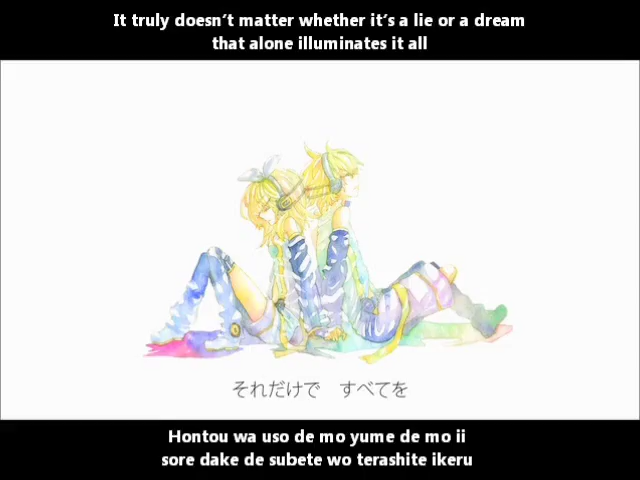 It truly doesn't matter whether it's a lie or a dream
that alone illuminates it all
それだけで　すべてを
Hontou wa uso de mo yume de mo ii
sore dake de subete wo terashite ikeru